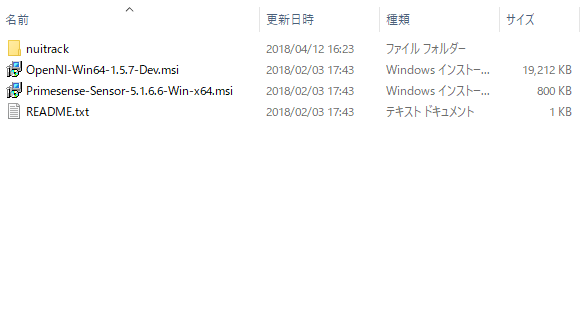 名前 更新日時 種類 サイズ
nuitrack 2018/04/12 16:23 ファイル フォルダー
OpenNI-Win64-1.5.7-Dev.msi 2018/02/03 17:43 Windows インストー... 19,212 KB
Primesense-Sensor-5.1.6.6-Win-x64.msi 2018/02/03 17:43 Windows インストー... 800 KB
README.txt 2018/02/03 17:43 テキスト ドキュメント 1 KB